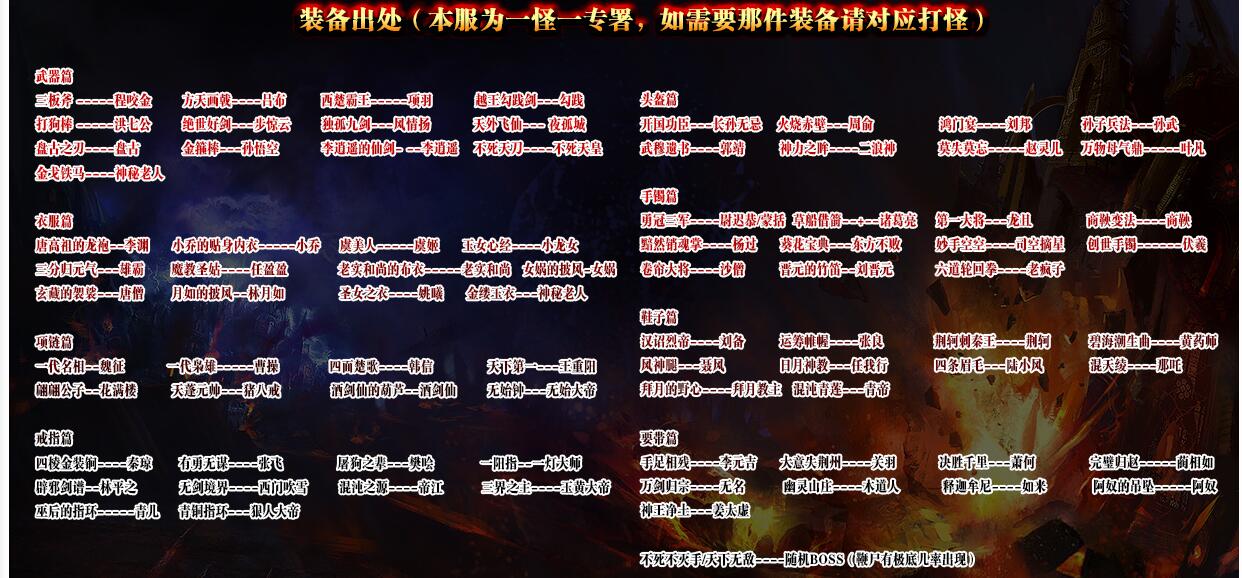 装备出处（本服为一怪一专署，如需要那件装备请对应打怪）
武器篇
三板斧 ------程咬金 方天画戟----吕布 西楚霸王------项羽 越王勾践剑---勾践
打狗棒 ------洪七公 绝世好剑---步惊云 独孤九剑----风情扬 天外飞仙--- 夜孤城
盘古之刃----盘古 金箍棒---孙悟空 李逍遥的仙剑- ---李逍遥 不死天刀----不死天皇
金戈铁马----神秘老人
衣服篇
唐高祖的龙袍--李渊 小乔的贴身内衣-------小乔 虞美人-----虞姬 玉女心经----小龙女
三分归元气---雄霸 魔教圣姑-----任盈盈 老实和尚的布衣------老实和尚 女娲的披风--女娲
玄藏的袈裟---唐僧 月如的披风--林月如 圣女之衣----姚曦 金缕玉衣---神秘老人
项链篇
一代名相--魏征 一代枭雄-----曹操 四面楚歌----韩信 天下第一---王重阳
翩翩公子--花满楼 天蓬元帅---猪八戒 酒剑仙的葫芦--酒剑仙 无始钟----无始大帝
戒指篇
四棱金装锏----秦琼 有勇无谋----张飞 屠狗之辈---樊哙 一阳指---一灯大师
辟邪剑谱--林平之 无剑境界----西门吹雪 混沌之源----帝江 三界之主----玉黄大帝
巫后的指环------青儿 青铜指环---狠人大帝
头盔篇
开国功臣---长孙无忌 火烧赤壁---周俞 鸿门宴-----刘邦 孙子兵法---孙武
武穆遗书---郭靖 神力之眸-----二浪神 莫失莫忘-----赵灵儿 万物母气鼎-----叶凡
手镯篇
勇冠三军----尉迟恭/蒙括 草船借箭---+---诸葛亮 第一大将---龙且 商鞅变法----商鞅
黯然销魂掌----杨过 葵花宝典---东方不败 妙手空空----司空摘星 创世手镯------伏羲
卷帘大将----沙僧 晋元的竹笛--刘晋元 六道轮回拳----老疯子
鞋子篇
汉诏烈帝----刘备 运筹帷幄----张良 荆轲刺秦王---荆轲 碧海潮生曲---黄药师
风神腿---聂风 日月神教---任我行 四条眉毛---陆小凤 混天绫----那吒
拜月的野心----拜月教主 混沌青莲---青帝
要带篇
手足相残----李元吉 大意失荆州----关羽 决胜千里---萧何 完璧归赵-----蔺相如
万剑归宗----无名 幽灵山庄---木道人 释迦牟尼----如来 阿奴的吊坠-----阿奴
神王净土---姜太虚
不死不灭手/天下无敌----随机BOSS（鞭尸有极底几率出现）